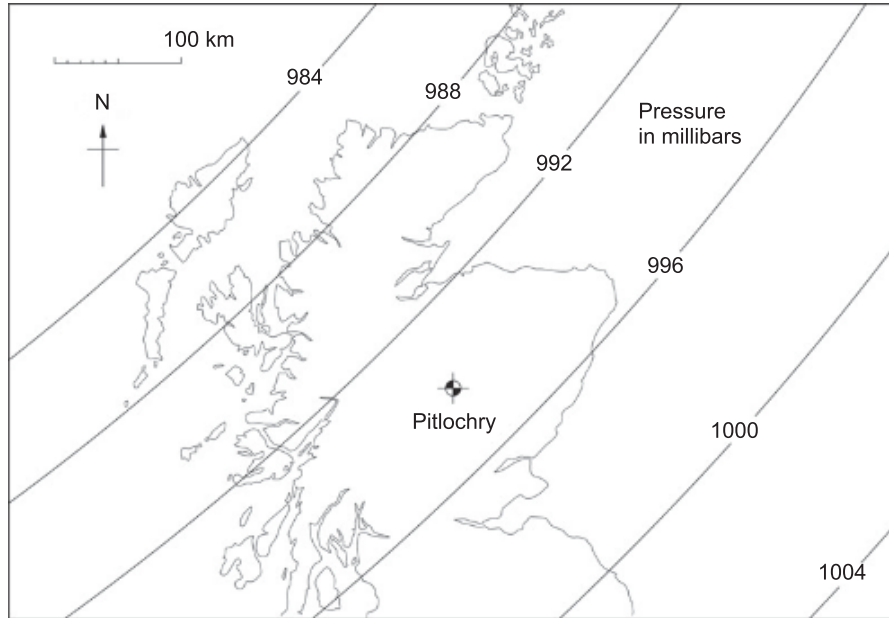 100 km
984
988
N
Pressure
in millibars
992
996
Pitlochry
1000
1004